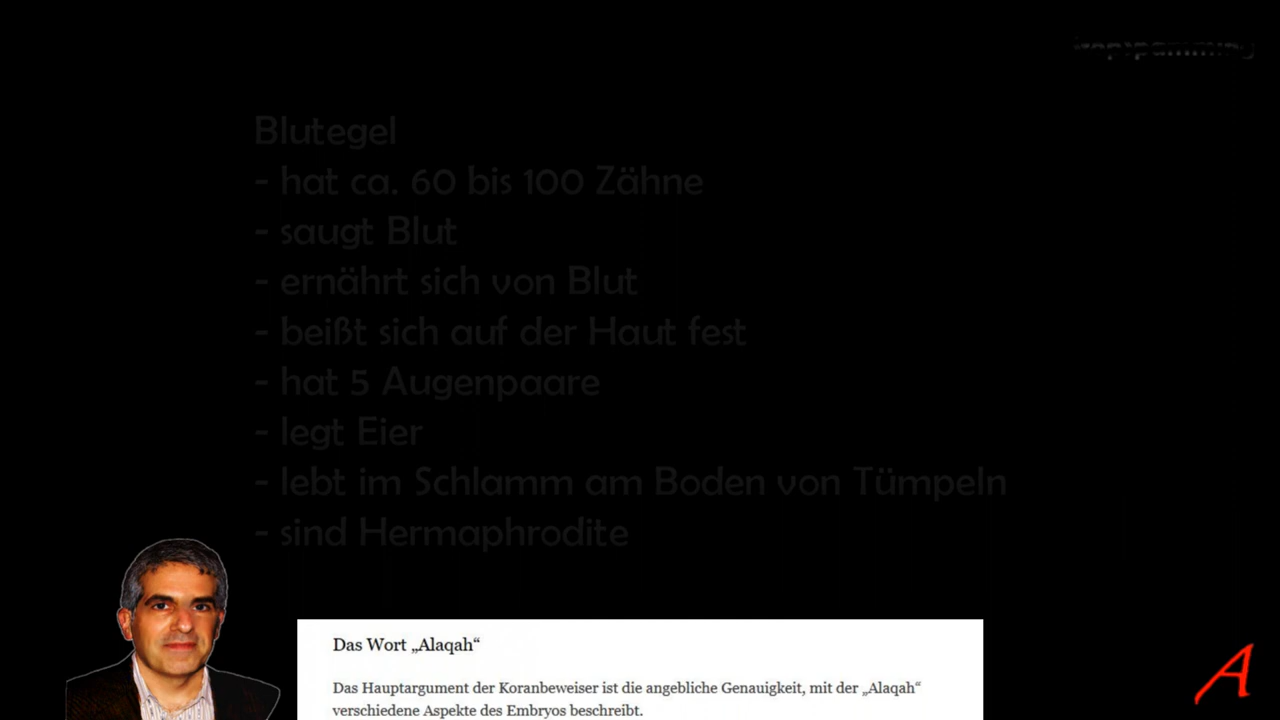 Blutegel
- hat ca. 60 bis 100 Zähne
- saugt Blut
- ernährt sich von Blut
- beißt sich auf der Haut fest
- hat 5 Augenpaare
- legt Eier
- lebt im Schlamm am Boden von Tümpeln
- sind Hermaphrodite
Das Wort „Alaqah“
Das Hauptargument der Koranbeweiser ist die angebliche Genauigkeit, mit der „Alaqah“
verschiedene Aspekte des Embryos beschreibt.
A